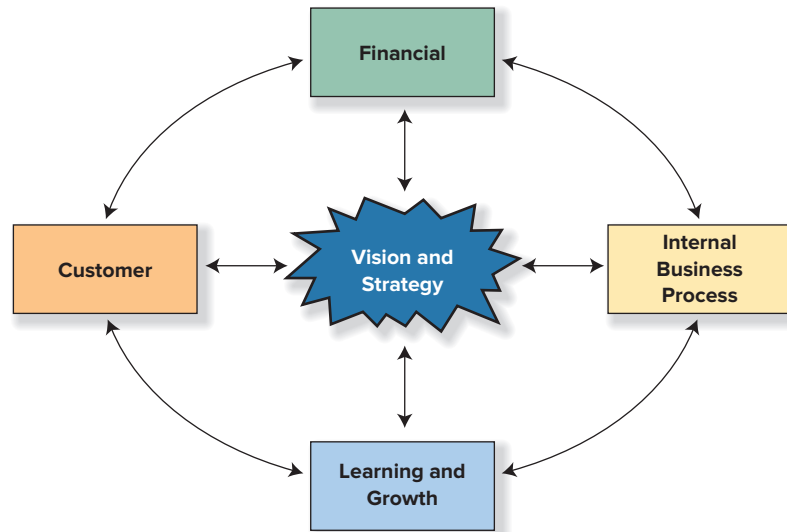 Financial
Customer
Vision and
Strategy
Internal
Business
Process
Learning and
Growth